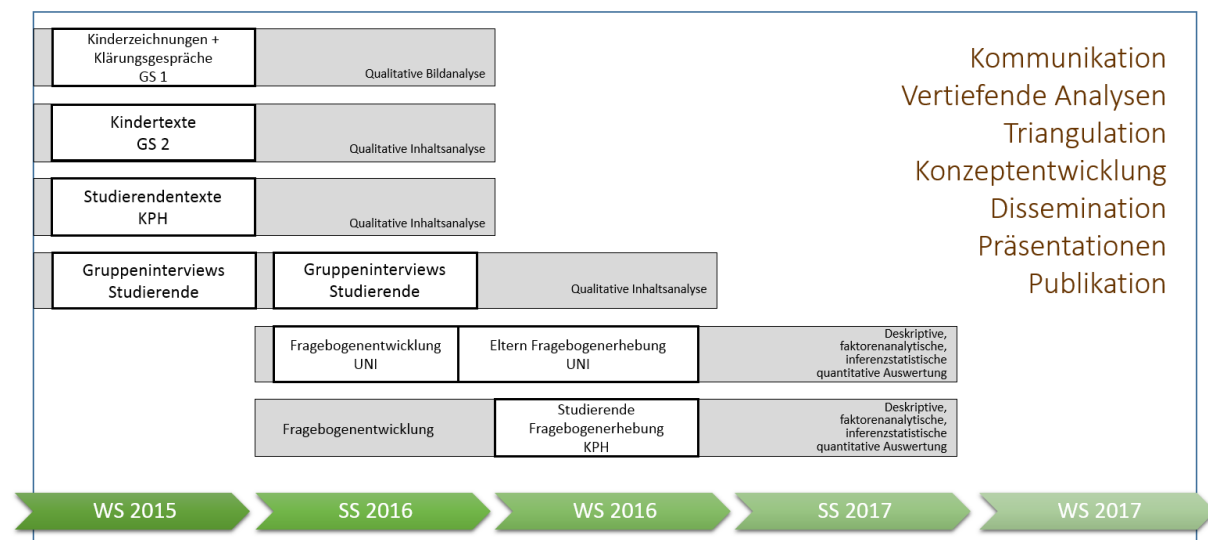 Kinderzeichnungen +
Klärungsgespräche
GS 1
Qualitative Bildanalyse
Kindertexte
GS 2
Qualitative Inhaltsanalyse
Studierendentexte
KPH
Qualitative Inhaltsanalyse
Gruppeninterviews
Studierende
Gruppeninterviews
Studierende
Qualitative Inhaltsanalyse
Fragebogenentwicklung
UNI
Eltern Fragebogenerhebung
UNI
Deskriptive,
faktorenanalytische,
inferenzstatistische
quantitative Auswertung
Fragebogenentwicklung
Studierende
Fragebogenerhebung
KPH
Deskriptive,
faktorenanalytische,
inferenzstatistische
quantitative Auswertung
Kommunikation
Vertiefende Analysen
Triangulation
Konzeptentwicklung
Dissemination
Präsentationen
Publikation
WS 2015
SS 2016
WS 2016
SS 2017
WS 2017